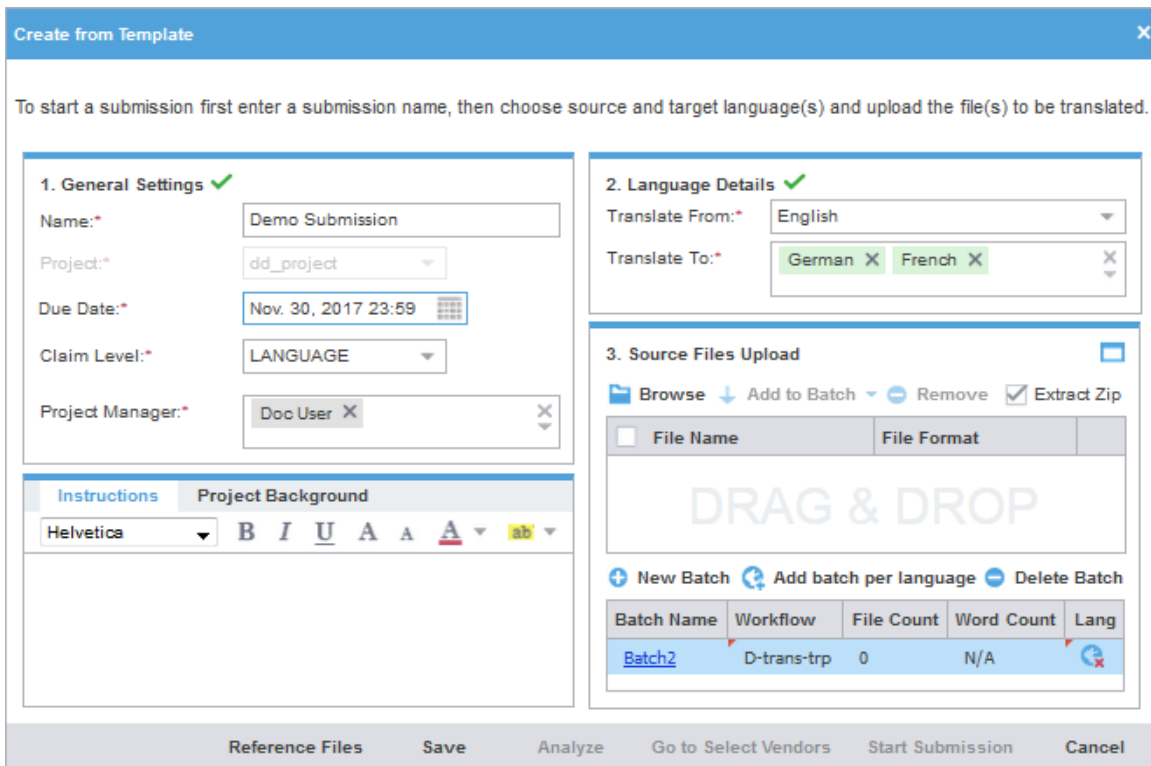 Create from Template
To start a submission first enter a submission name, then choose source and target language(s) and upload the file(s) to be translated.
1. General Settings
Name:* Demo Submission
Project:* dd_project
Due Date:* Nov. 30, 2017 23:59
Claim Level:* LANGUAGE
Project Manager:* Doc User
Instructions Project Background
Helvetica B I U A A A ab
2. Language Details
Translate From:* English
Translate To:* German French
3. Source Files Upload
Browse Add to Batch Remove Extract Zip
File Name File Format
DRAG & DROP
New Batch Add batch per language Delete Batch
Batch Name Workflow File Count Word Count Lang
Batch2 D-trans-trp 0 N/A
Reference Files Save Analyze Go to Select Vendors Start Submission Cancel